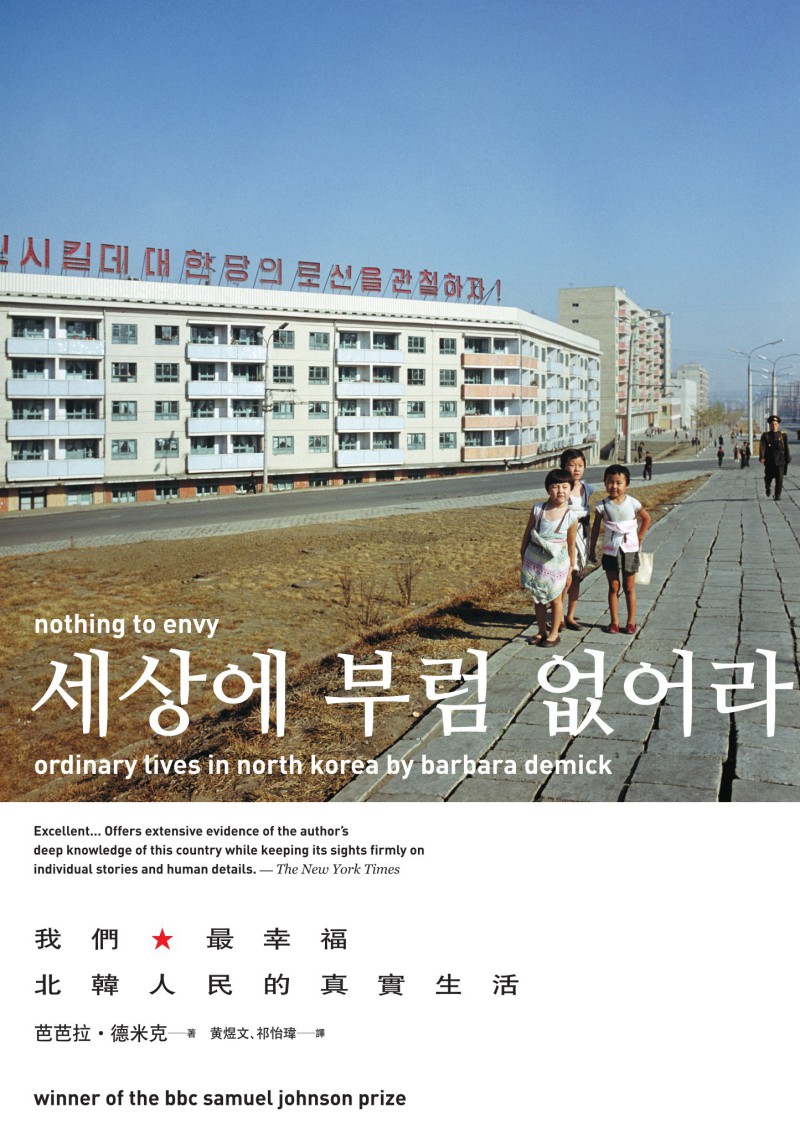 시킬데 대한 당의 로선을 관철하자!
nothing to envy
세상에 부럼 없어라
ordinary lives in north korea by barbara demick
Excellent... Offers extensive evidence of the author’s
deep knowledge of this country while keeping its sights firmly on
individual stories and human details. — The New York Times
我們★最幸福
北韓人民的真實生活
芭芭拉・德米克──著 黄煜文、祁怡瑋──譯
winner of the bbc samuel johnson prize